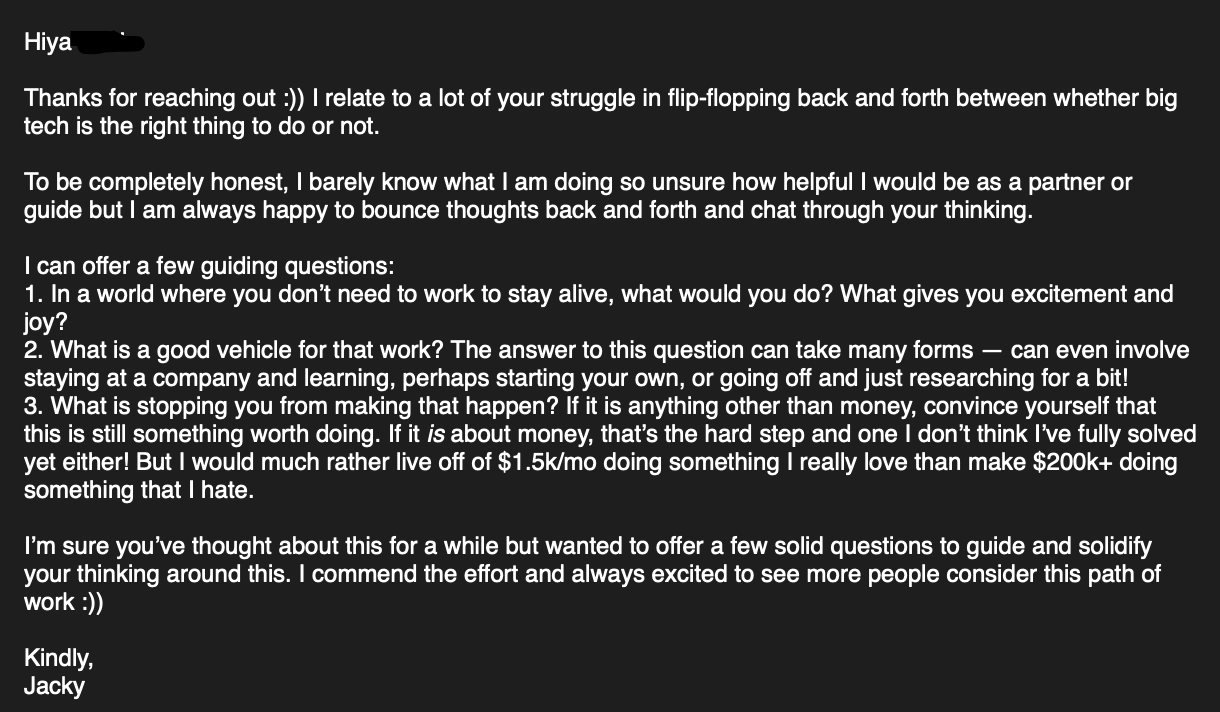 Hiya
Thanks for reaching out :)) I relate to a lot of your struggle in flip-flopping back and forth between whether big
tech is the right thing to do or not.
To be completely honest, I barely know what I am doing so unsure how helpful I would be as a partner or
guide but I am always happy to bounce thoughts back and forth and chat through your thinking.
I can offer a few guiding questions:
1. In a world where you don’t need to work to stay alive, what would you do? What gives you excitement and
joy?
2. What is a good vehicle for that work? The answer to this question can take many forms — can even involve
staying at a company and learning, perhaps starting your own, or going off and just researching for a bit!
3. What is stopping you from making that happen? If it is anything other than money, convince yourself that
this is still something worth doing. If it is about money, that’s the hard step and one I don’t think I’ve fully solved
yet either! But I would much rather live off of $1.5k/mo doing something I really love than make $200k+ doing
something that I hate.
I’m sure you’ve thought about this for a while but wanted to offer a few solid questions to guide and solidify
your thinking around this. I commend the effort and always excited to see more people consider this path of
work :))
Kindly,
Jacky